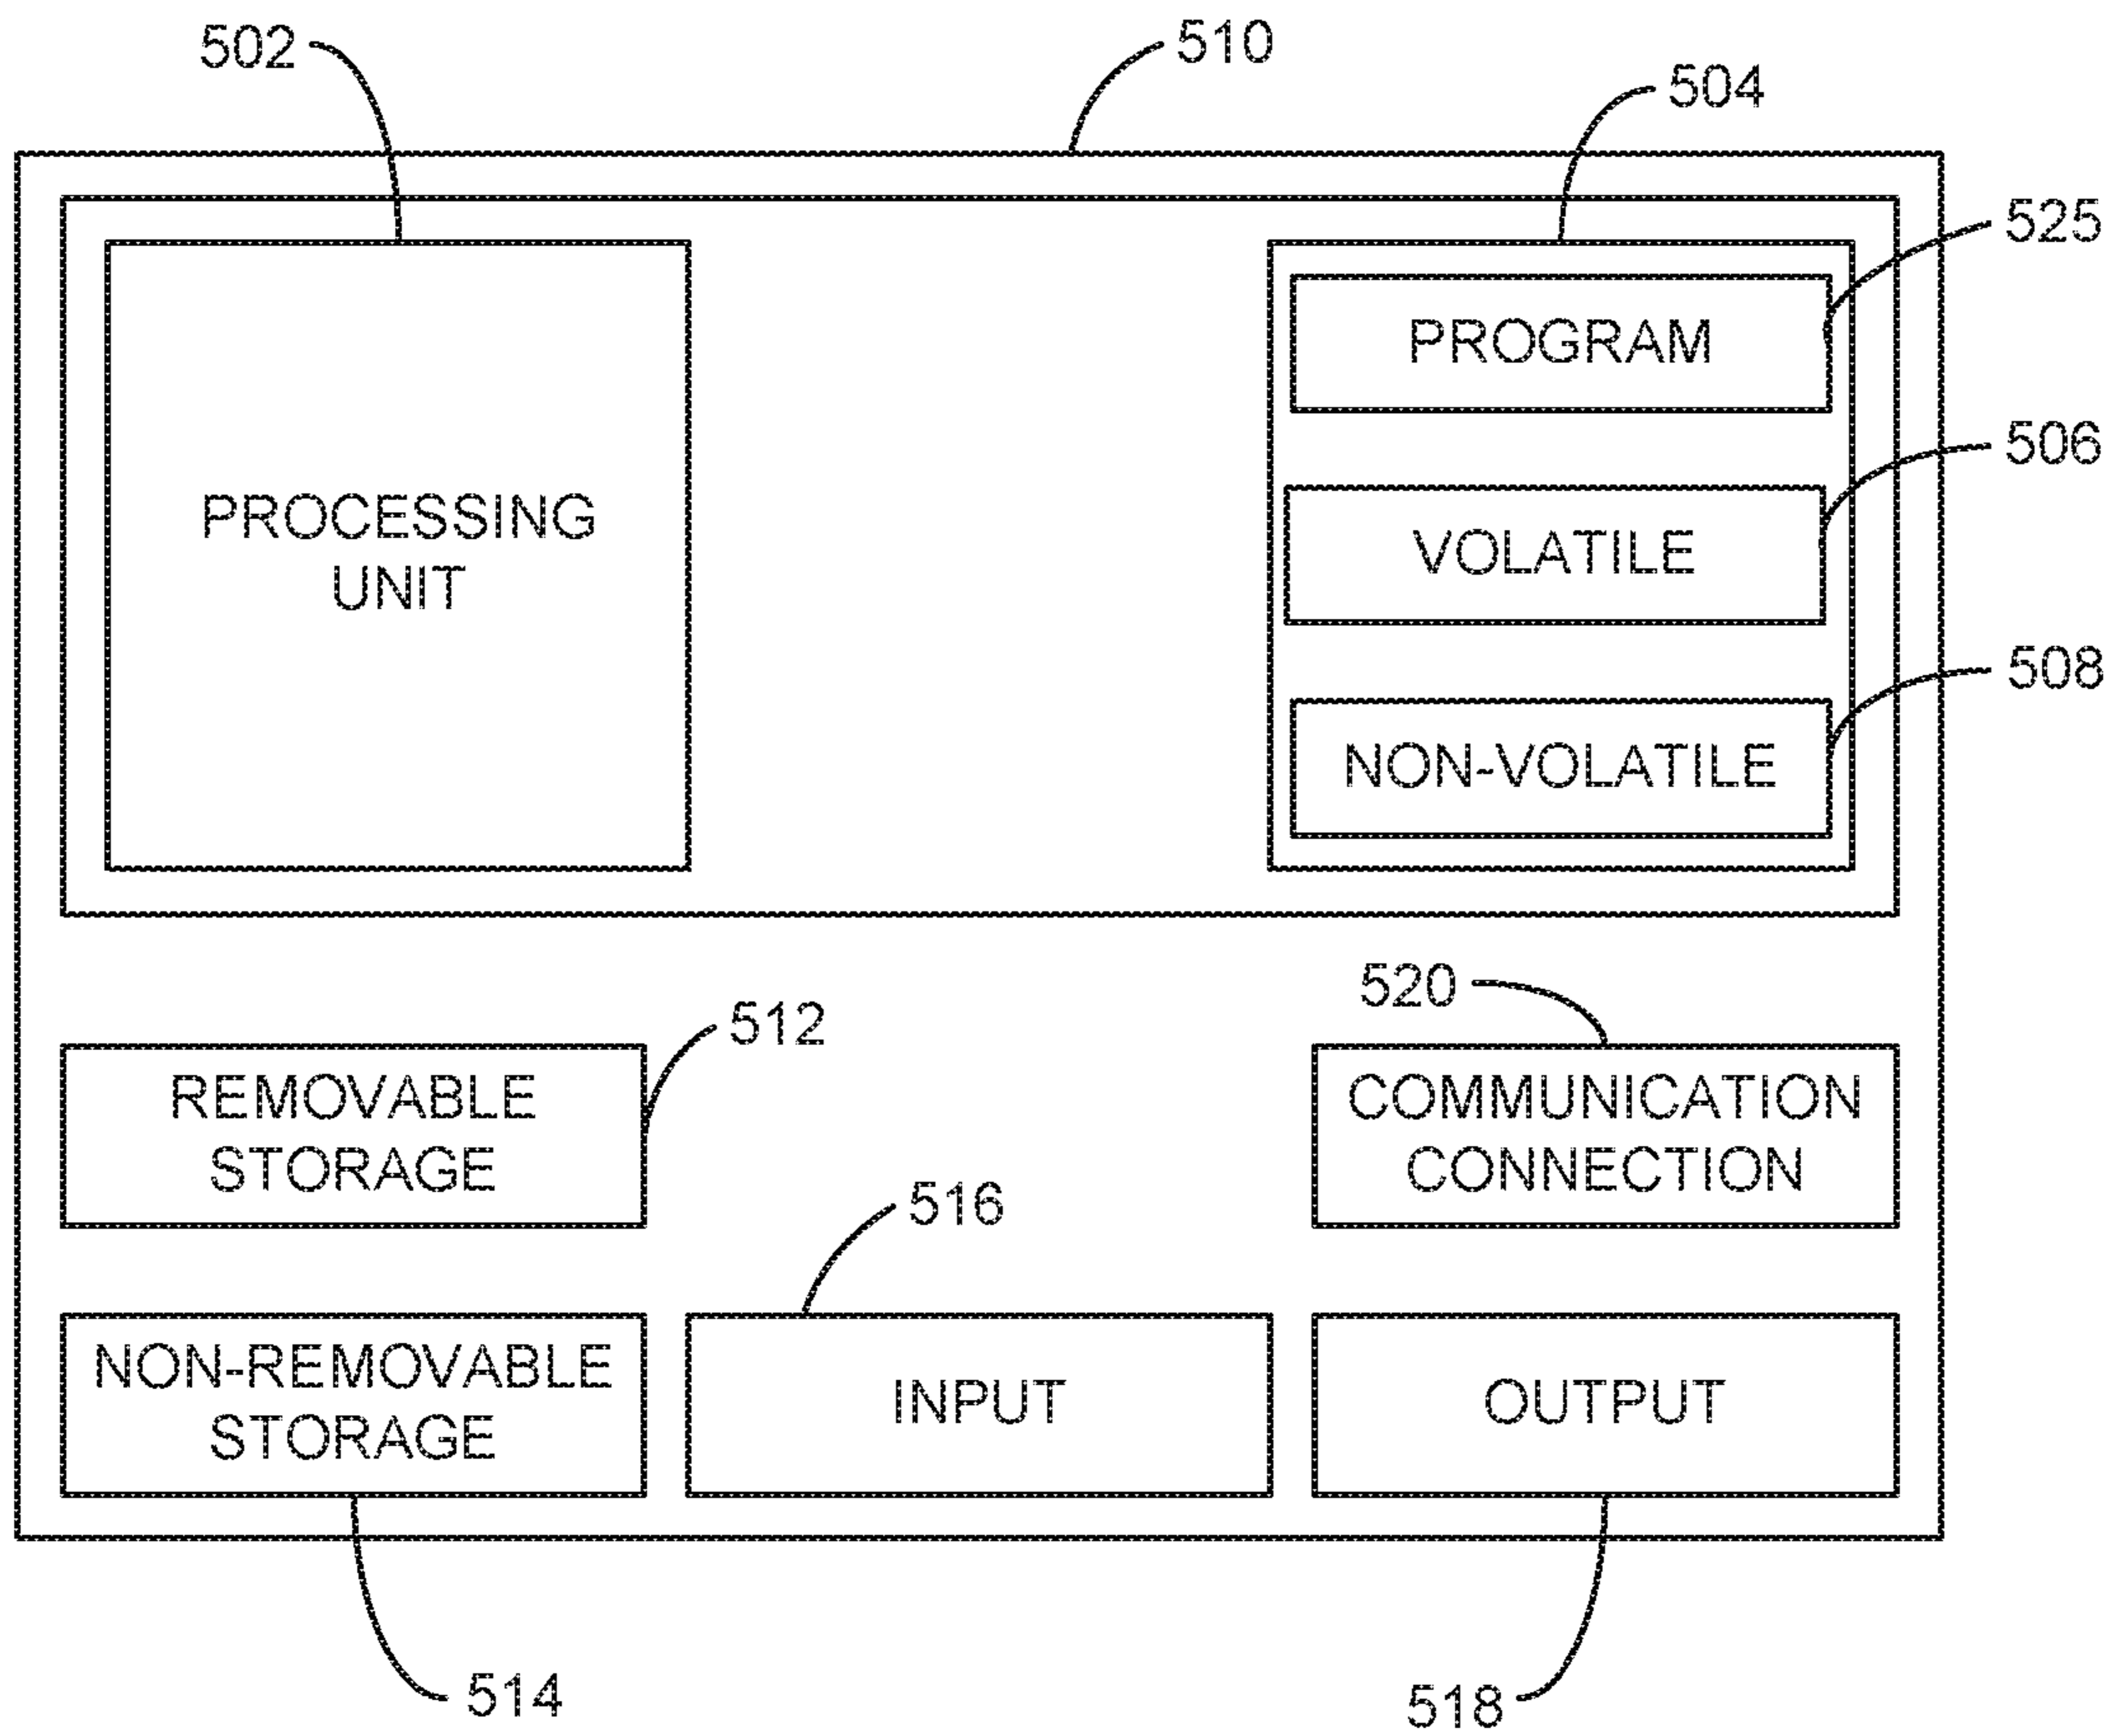 502
510
504
525
PROGRAM
506
PROCESSING
UNIT
VOLATILE
508
NON-VOLATILE
520
512
REMOVABLE
STORAGE
COMMUNICATION
CONNECTION
516
NON-REMOVABLE
STORAGE
INPUT
OUTPUT
514
518